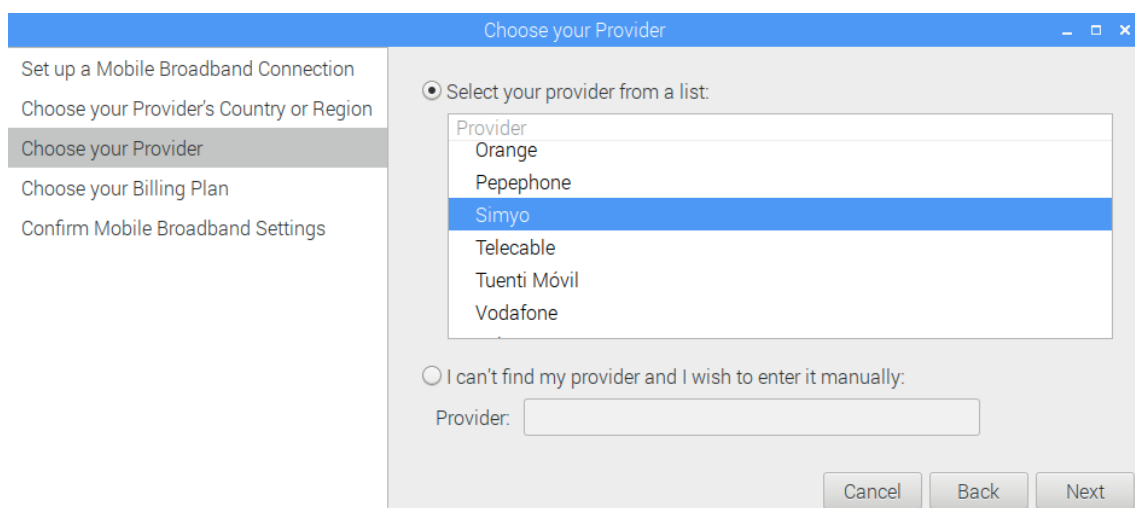 Choose your Provider
Set up a Mobile Broadband Connection
Choose your Provider's Country or Region
Choose your Provider
Choose your Billing Plan
Confirm Mobile Broadband Settings
Select your provider from a list:
Provider
Orange
Pepephone
Simyo
Telecable
Tuenti Móvil
Vodafone
I can't find my provider and I wish to enter it manually:
Provider:
Cancel Back Next